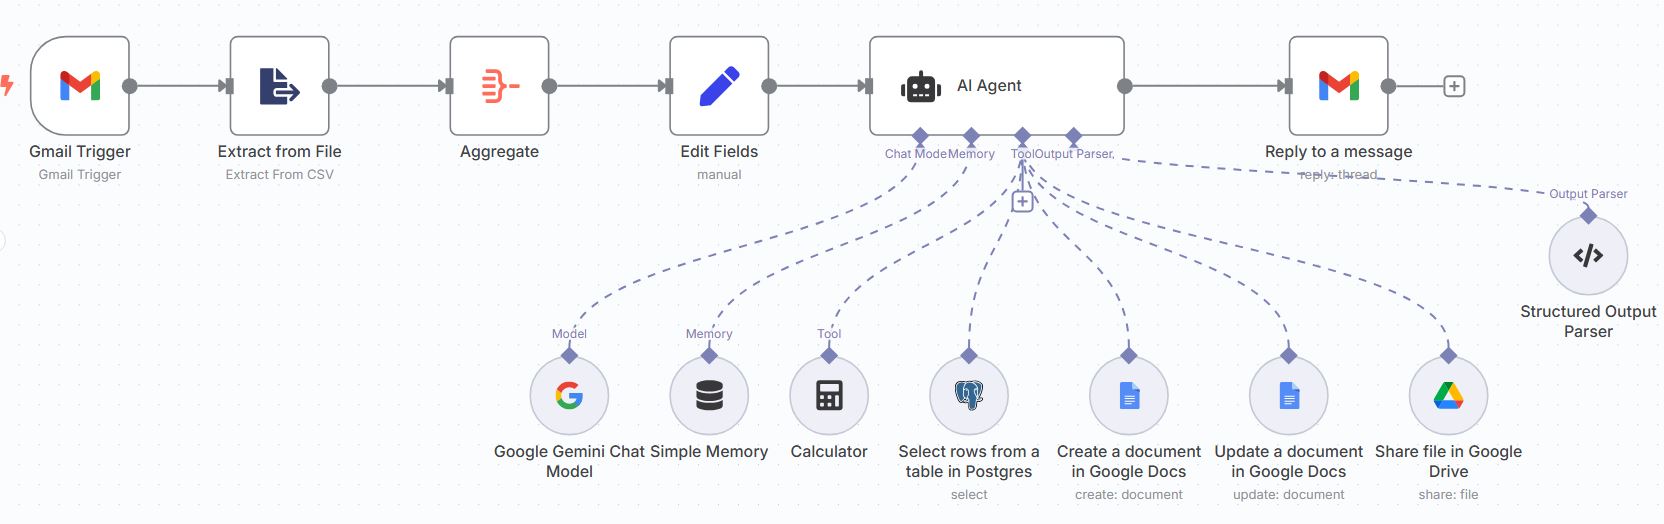 AI Agent
Gmail Trigger
Gmail Trigger
Extract from File
Extract From CSV
Aggregate
Edit Fields
manual
Chat Mode
Memory
Tool
Output Parser
Reply to a message
reply: thread
Output Parser
Structured Output
Parser
Model
Memory
Tool
Google Gemini Chat
Model
Simple Memory
Calculator
Select rows from a
table in Postgres
select
Create a document
in Google Docs
create: document
Update a document
in Google Docs
update: document
Share file in Google
Drive
share: file